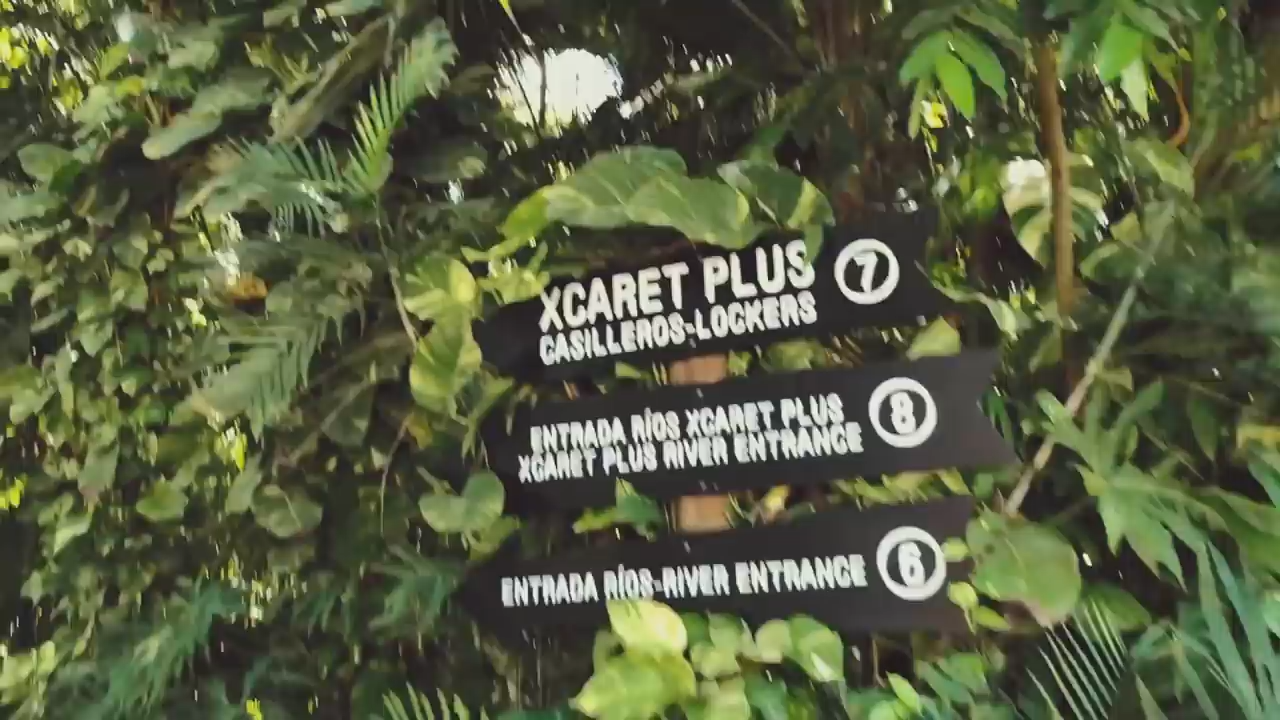 XCARET PLUS 7
CASILLEROS-LOCKERS
ENTRADA RÍOS XCARET PLUS 8
XCARET PLUS RIVER ENTRANCE
ENTRADA RÍOS-RIVER ENTRANCE 6